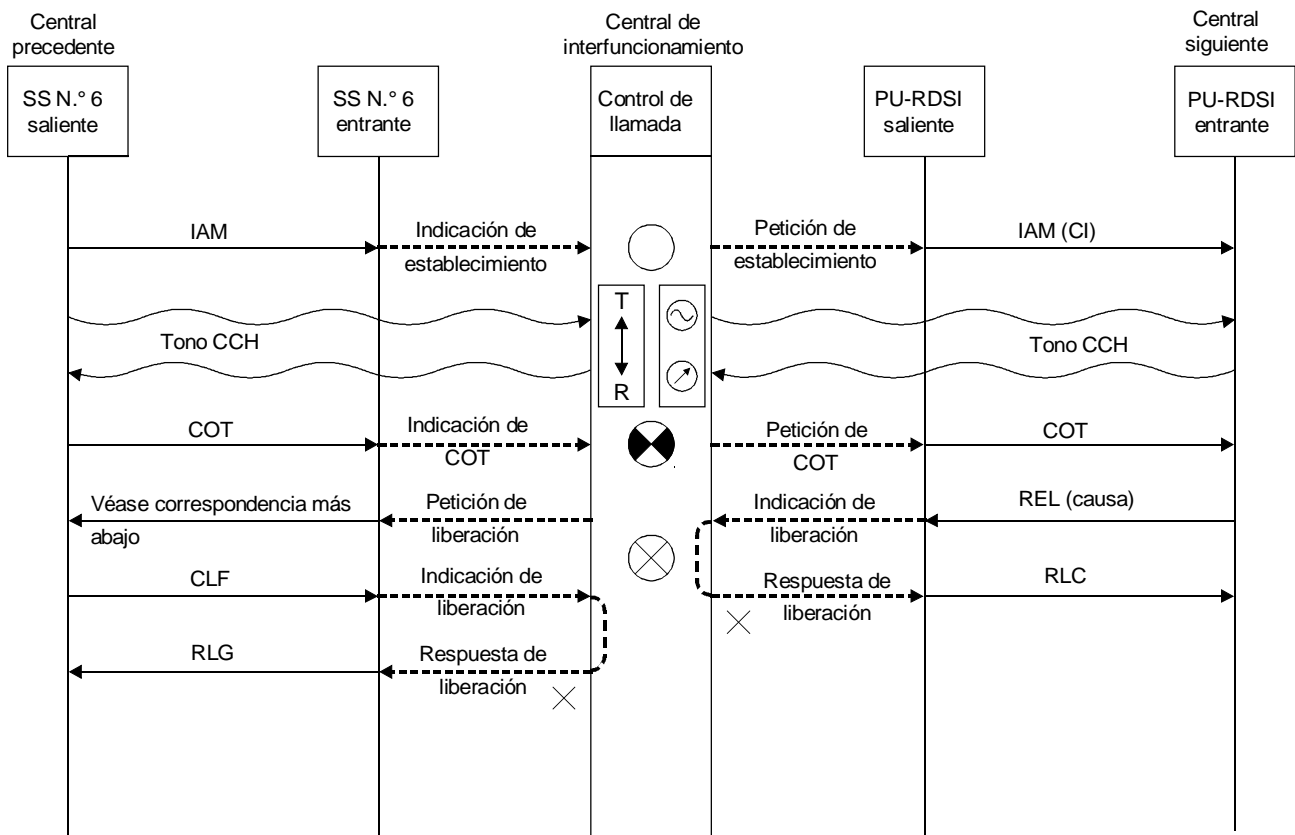 Central
precedente
Central de
interfuncionamiento
Central
siguiente
SS N.° 6
saliente
SS N.° 6
entrante
Control de
llamada
PU-RDSI
saliente
PU-RDSI
entrante
IAM
Indicación de
establecimiento
Petición de
establecimiento
IAM (CI)
Tono CCH
T
R
Tono CCH
COT
Indicación de
COT
Petición de
COT
COT
Véase correspondencia más
abajo
Petición de
liberación
Indicación de
liberación
REL (causa)
CLF
Indicación de
liberación
Respuesta de
liberación
RLC
RLG
Respuesta de
liberación